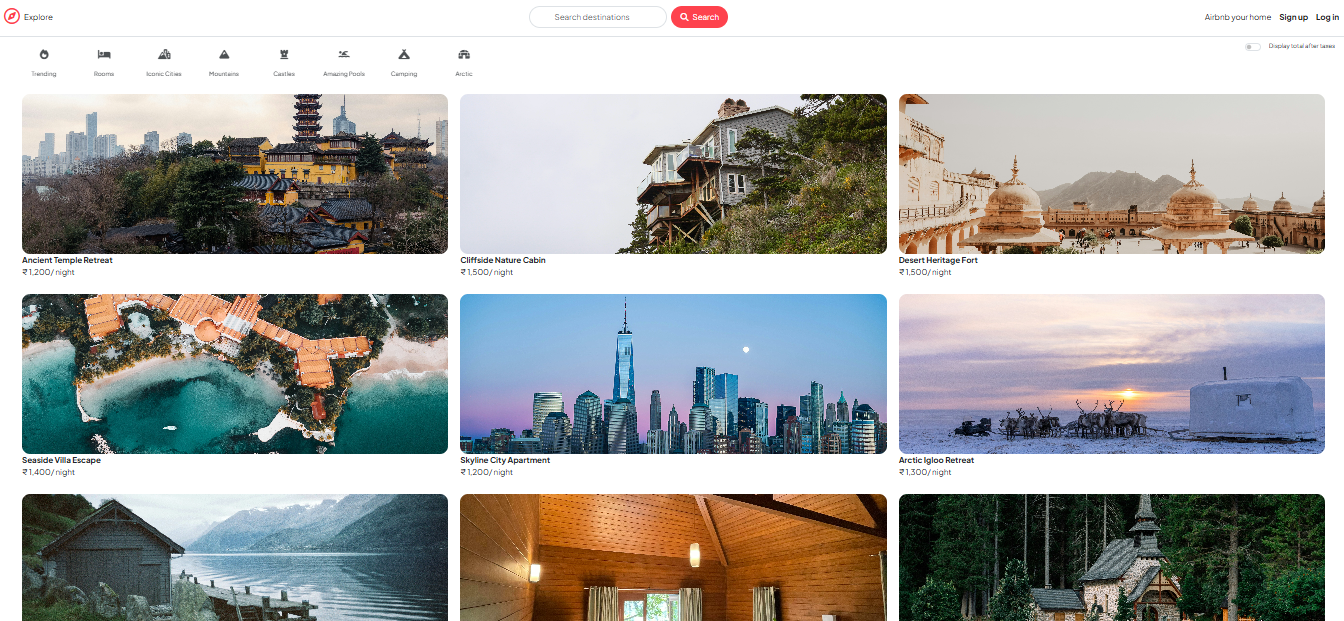 Explore
Search destinations
Search
Airbnb your home Sign up Log in
Trending Rooms Iconic Cities Mountains Castles Amazing Pools Camping Arctic
Display total after taxes
Ancient Temple Retreat
₹1,200/ night
Cliffside Nature Cabin
₹1,500/ night
Desert Heritage Fort
₹1,500/ night
Seaside Villa Escape
₹1,400/ night
Skyline City Apartment
₹1,200/ night
Arctic Igloo Retreat
₹1,300/ night